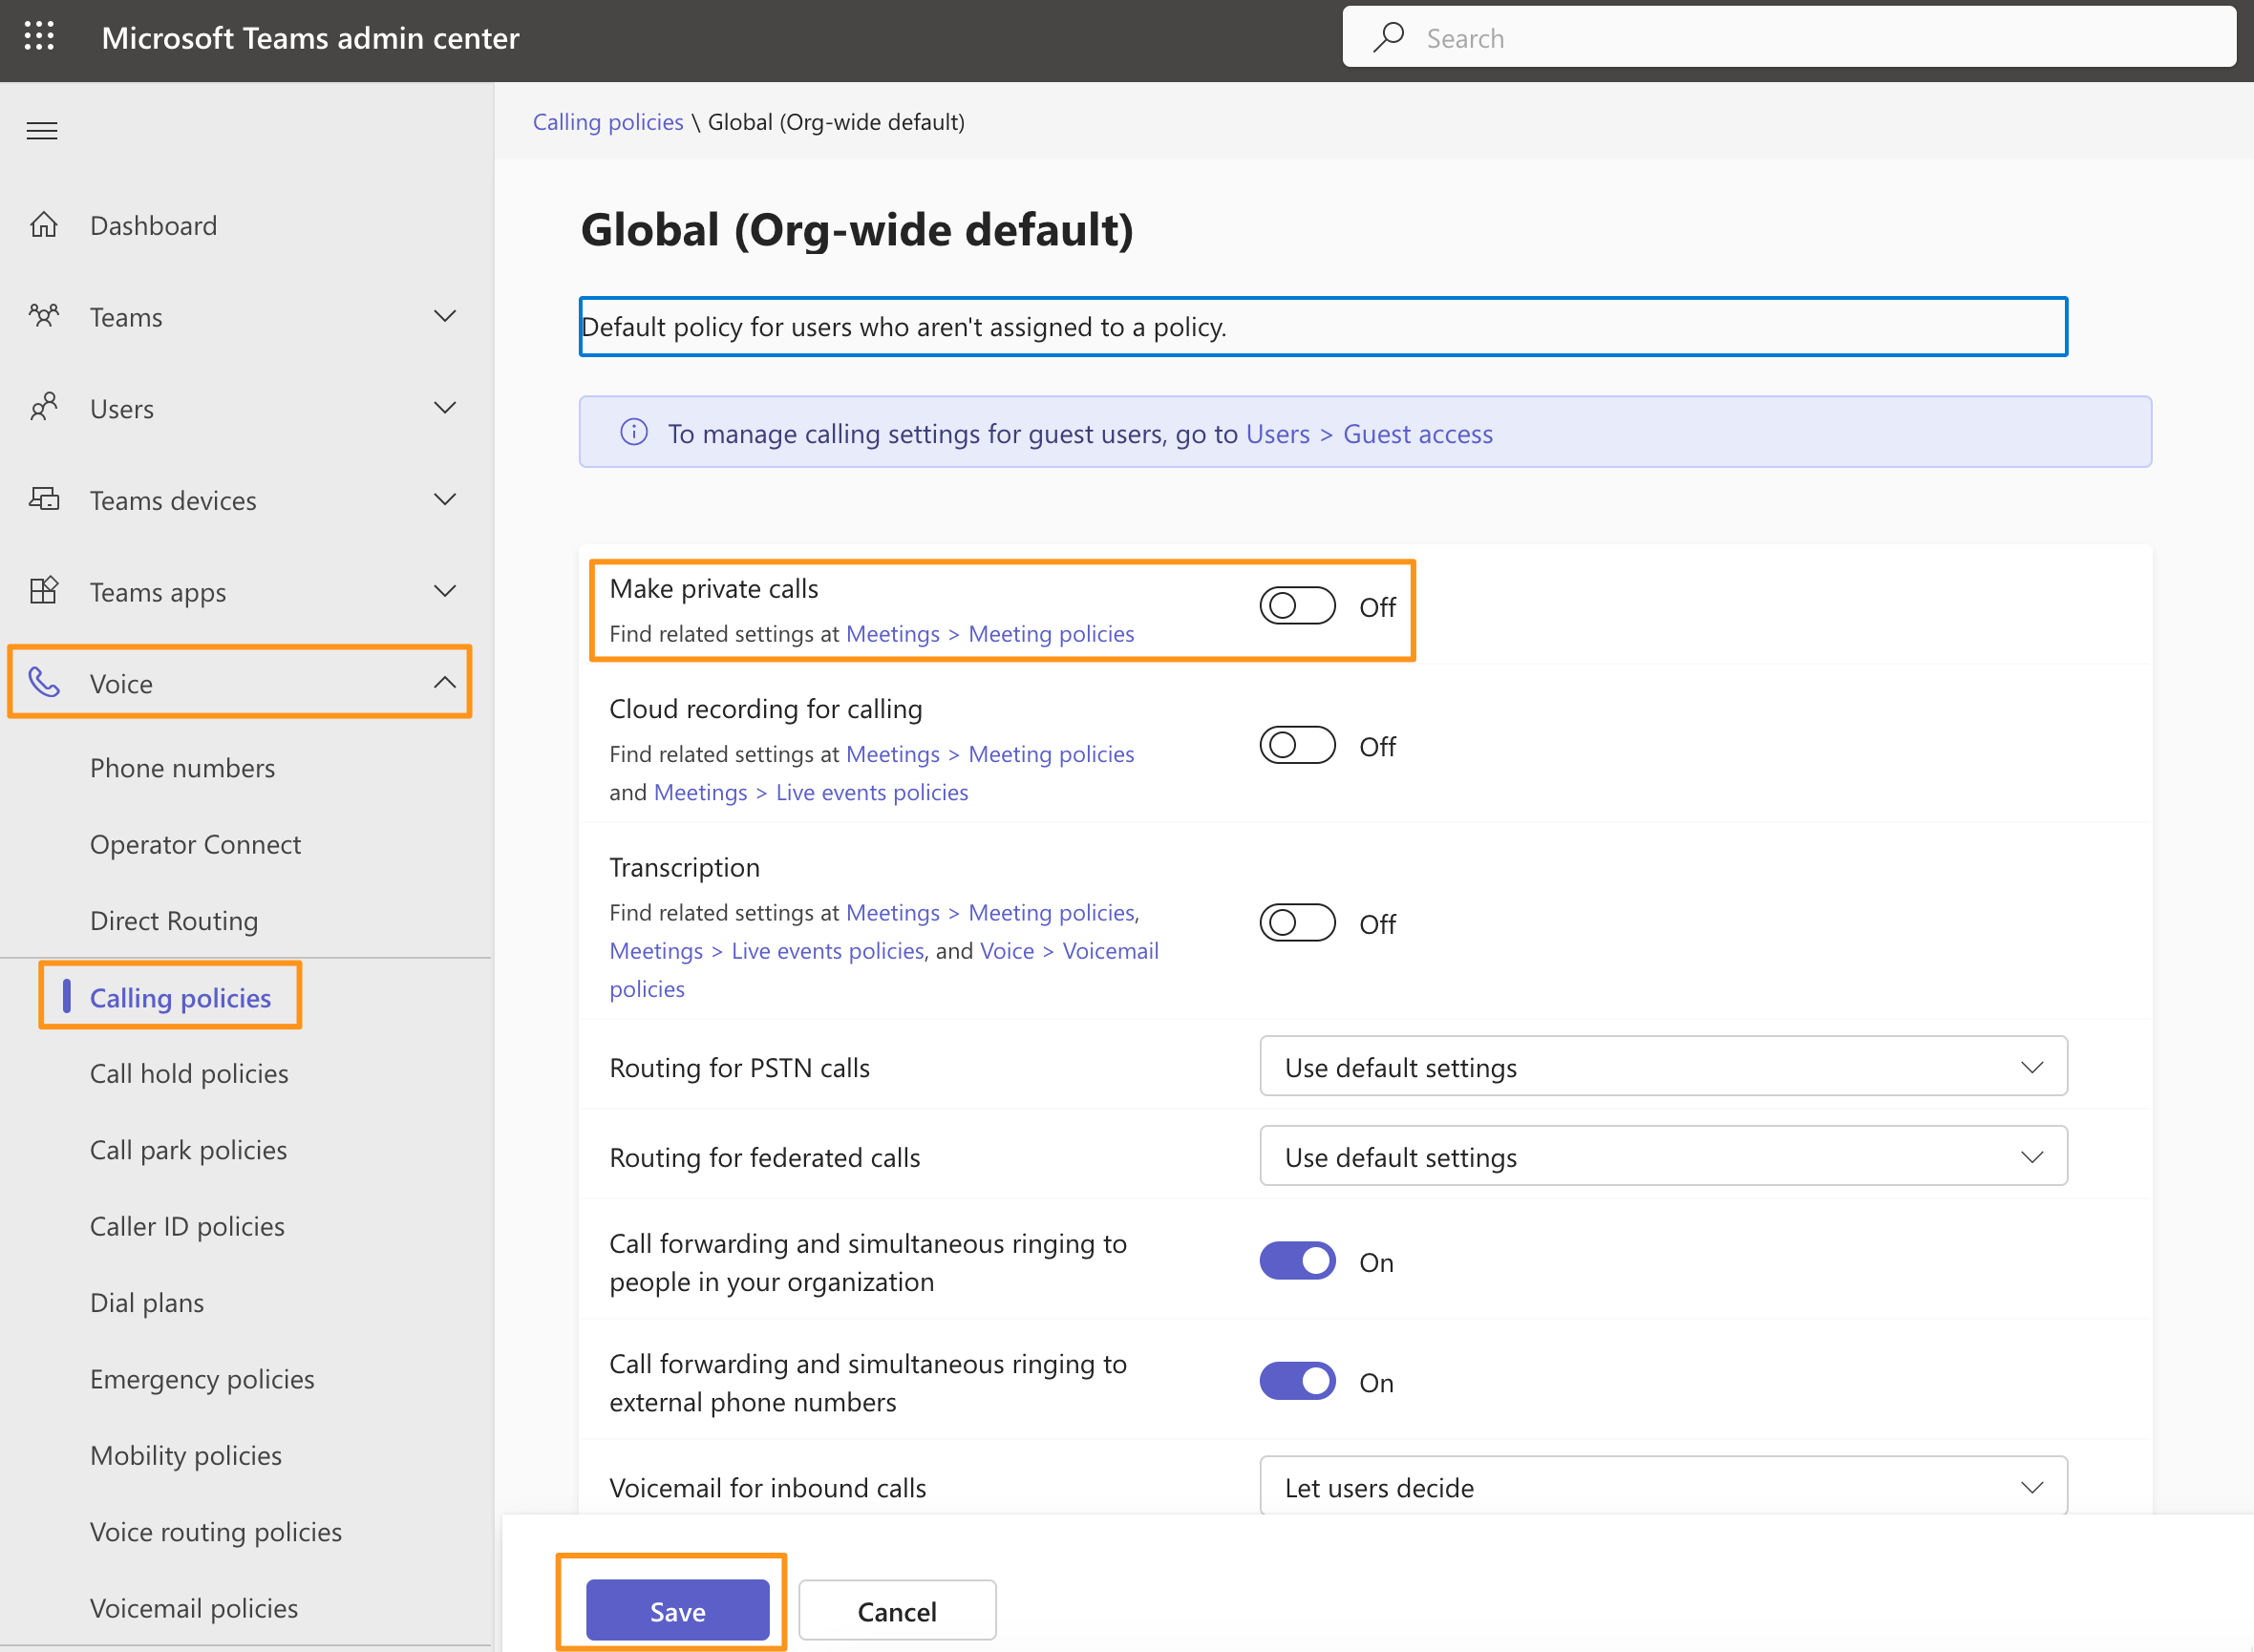 Microsoft Teams admin center
Search
Dashboard
Teams
Users
Teams devices
Teams apps
Voice
Phone numbers
Operator Connect
Direct Routing
Calling policies
Call hold policies
Call park policies
Caller ID policies
Dial plans
Emergency policies
Mobility policies
Voice routing policies
Voicemail policies
Calling policies \ Global (Org-wide default)
Global (Org-wide default)
Default policy for users who aren't assigned to a policy.
To manage calling settings for guest users, go to Users > Guest access
Make private calls
Find related settings at Meetings > Meeting policies
Off
Cloud recording for calling
Find related settings at Meetings > Meeting policies
and Meetings > Live events policies
Off
Transcription
Find related settings at Meetings > Meeting policies,
Meetings > Live events policies, and Voice > Voicemail
policies
Off
Routing for PSTN calls
Use default settings
Routing for federated calls
Use default settings
Call forwarding and simultaneous ringing to
people in your organization
On
Call forwarding and simultaneous ringing to
external phone numbers
On
Voicemail for inbound calls
Let users decide
Save
Cancel